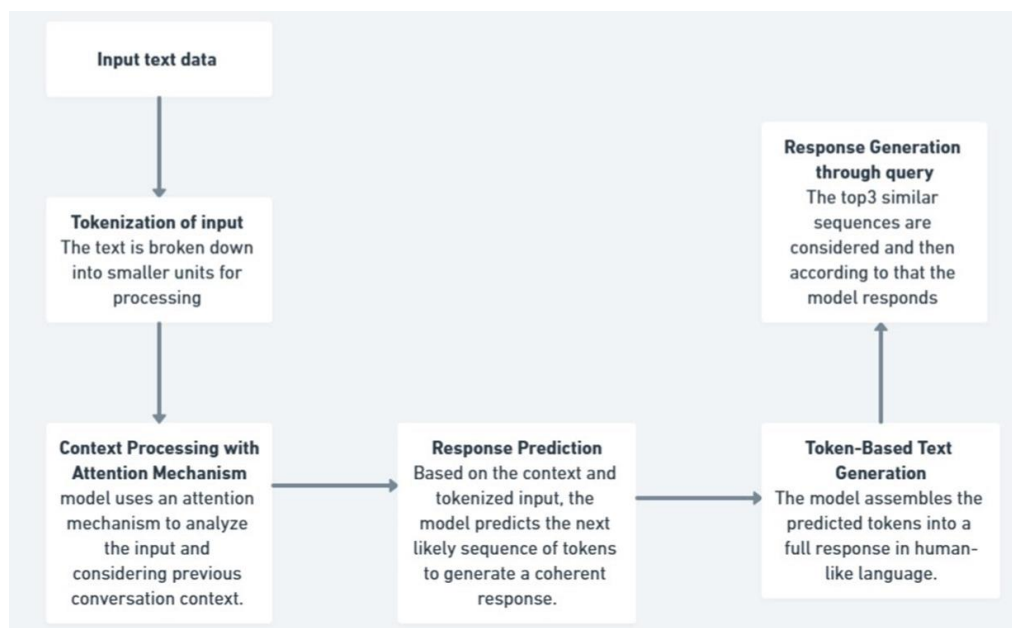 Input text data
Tokenization of input
The text is broken down
into smaller units for
processing
Context Processing with
Attention Mechanism
model uses an attention
mechanism to analyze
the input and
considering previous
conversation context.
Response Prediction
Based on the context and
tokenized input, the
model predicts the next
likely sequence of tokens
to generate a coherent
response.
Token-Based Text
Generation
The model assembles the
predicted tokens into a
full response in human-
like language.
Response Generation
through query
The top3 similar
sequences are
considered and then
according to that the
model responds